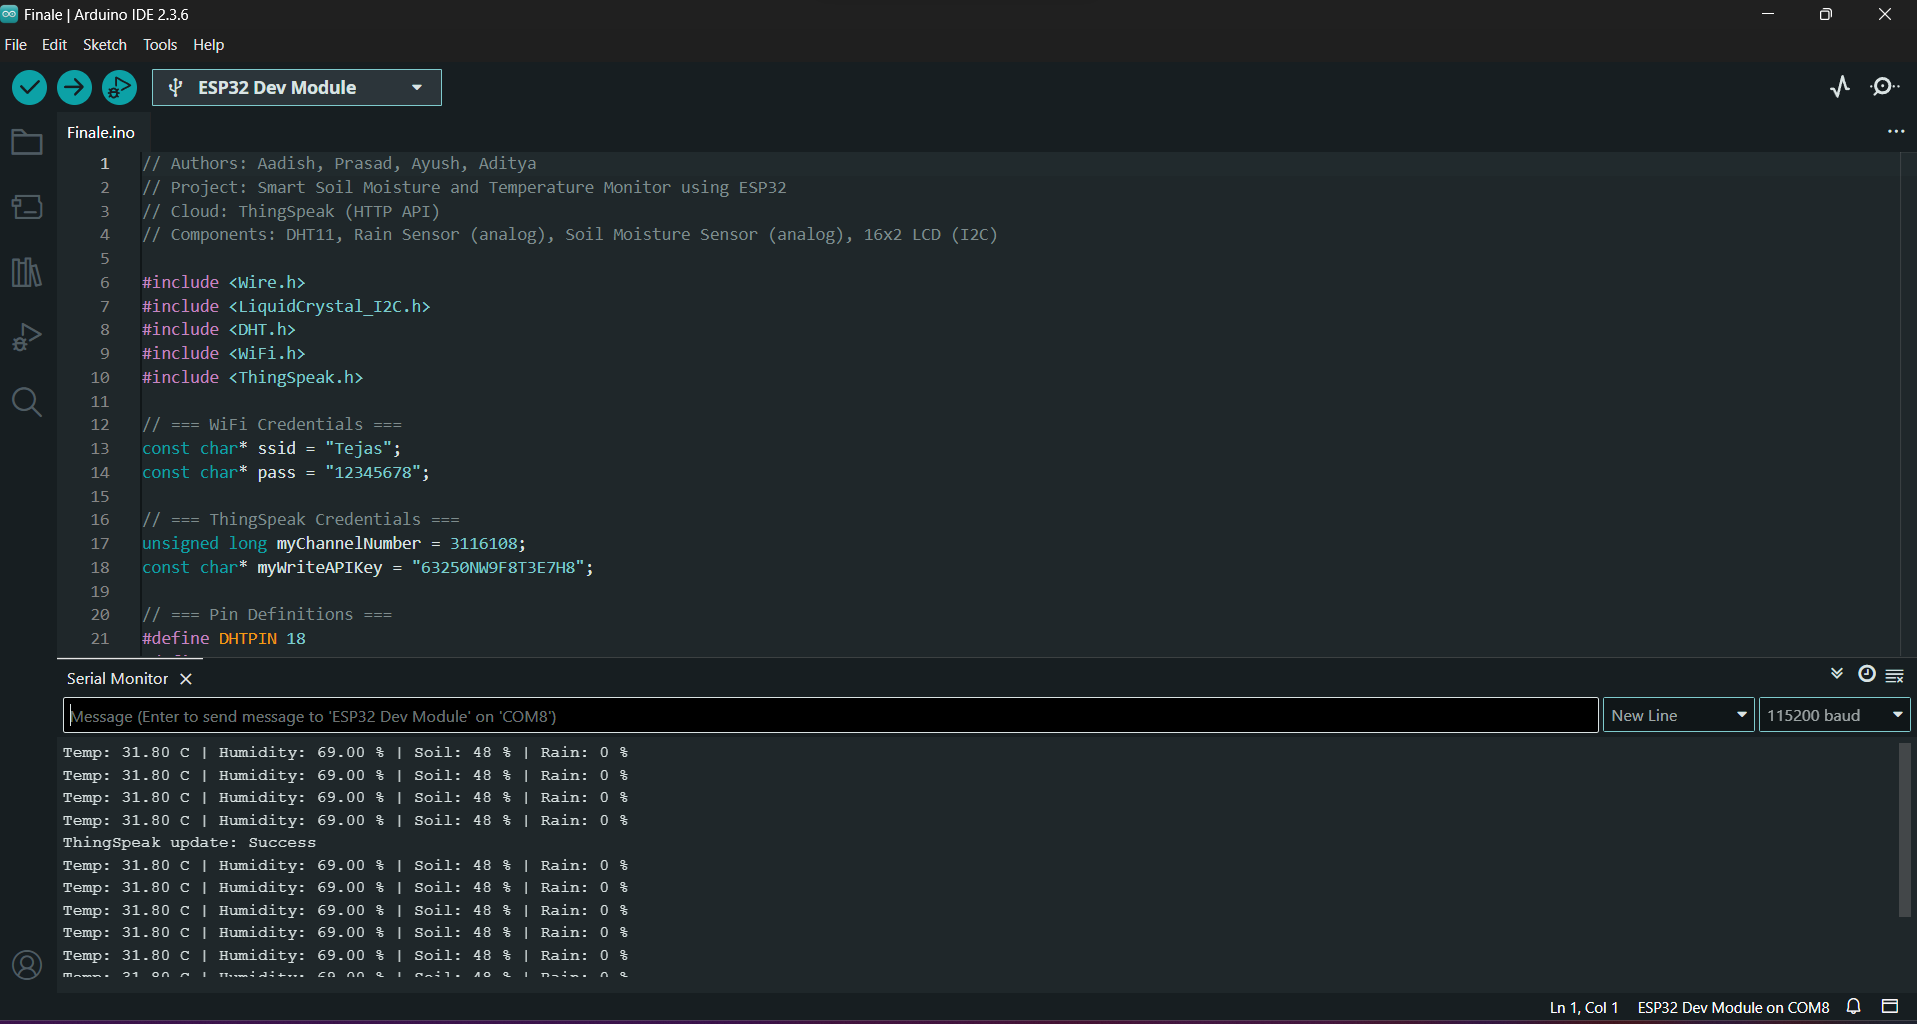 Finale | Arduino IDE 2.3.6
File Edit Sketch Tools Help
ESP32 Dev Module
Finale.ino
1 // Authors: Aadish, Prasad, Ayush, Aditya
2 // Project: Smart Soil Moisture and Temperature Monitor using ESP32
3 // Cloud: ThingSpeak (HTTP API)
4 // Components: DHT11, Rain Sensor (analog), Soil Moisture Sensor (analog), 16x2 LCD (I2C)
5
6 #include <Wire.h>
7 #include <LiquidCrystal_I2C.h>
8 #include <DHT.h>
9 #include <WiFi.h>
10 #include <ThingSpeak.h>
11
12 // === WiFi Credentials ===
13 const char* ssid = "Tejas";
14 const char* pass = "12345678";
15
16 // === ThingSpeak Credentials ===
17 unsigned long myChannelNumber = 3116108;
18 const char* myWriteAPIKey = "63250NW9F8T3E7H8";
19
20 // === Pin Definitions ===
21 #define DHTPIN 18
Serial Monitor
Message (Enter to send message to 'ESP32 Dev Module' on 'COM8')
New Line
115200 baud
Temp: 31.80 C | Humidity: 69.00 % | Soil: 48 % | Rain: 0 %
Temp: 31.80 C | Humidity: 69.00 % | Soil: 48 % | Rain: 0 %
Temp: 31.80 C | Humidity: 69.00 % | Soil: 48 % | Rain: 0 %
Temp: 31.80 C | Humidity: 69.00 % | Soil: 48 % | Rain: 0 %
ThingSpeak update: Success
Temp: 31.80 C | Humidity: 69.00 % | Soil: 48 % | Rain: 0 %
Temp: 31.80 C | Humidity: 69.00 % | Soil: 48 % | Rain: 0 %
Temp: 31.80 C | Humidity: 69.00 % | Soil: 48 % | Rain: 0 %
Temp: 31.80 C | Humidity: 69.00 % | Soil: 48 % | Rain: 0 %
Temp: 31.80 C | Humidity: 69.00 % | Soil: 48 % | Rain: 0 %
Ln 1, Col 1 ESP32 Dev Module on COM8